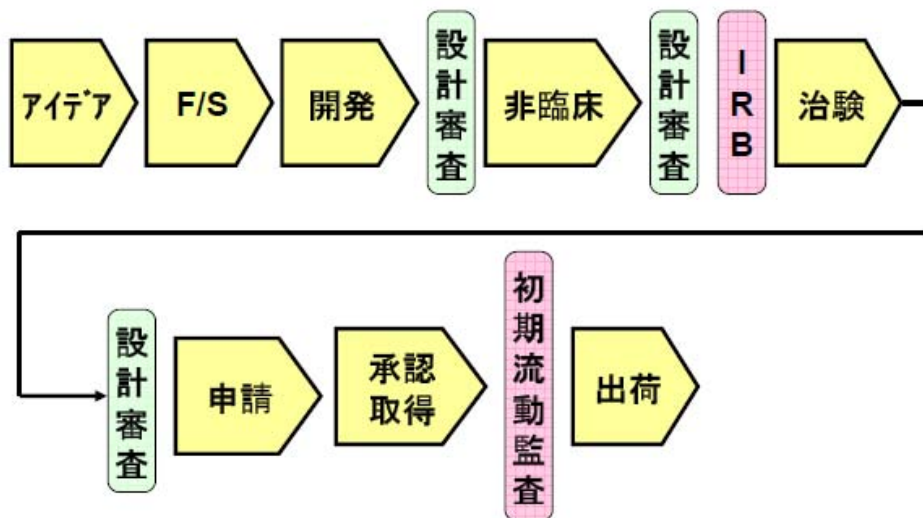 アイデア
F/S
開発
設計審査
非臨床
設計審査
IRB
治験
設計審査
申請
承認
取得
初期流動監査
出荷